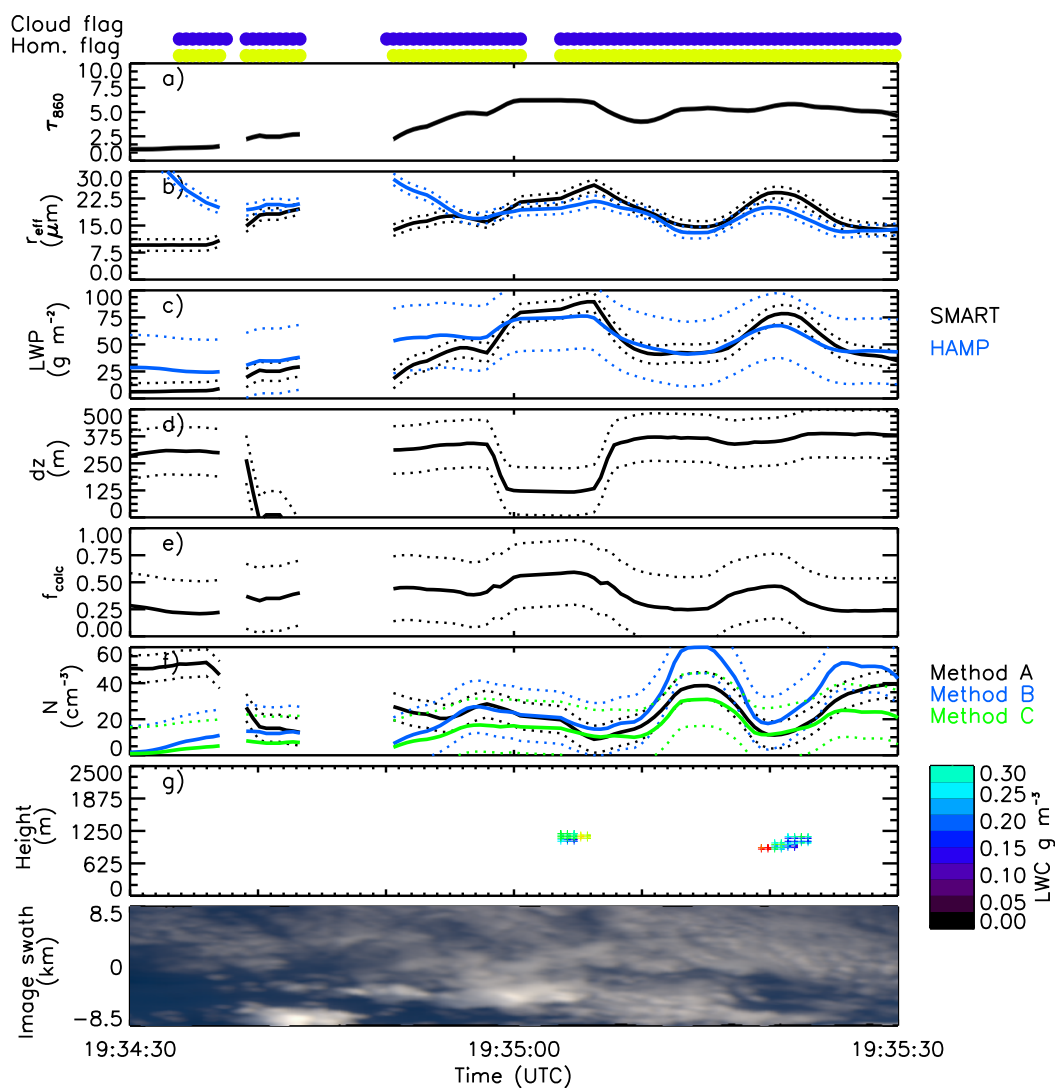 Cloud flag
Hom. flag
a)
10.0
7.5
5.0
2.5
0.0
τ860
b)
30.0
22.5
15.0
7.5
0.0
reff
(μm)
c)
100
75
50
25
0
LWP
(g m⁻²)
SMART
HAMP
d)
500
375
250
125
0
dz
(m)
e)
1.00
0.75
0.50
0.25
0.00
fcalc
f)
60
40
20
0
N
(cm⁻³)
Method A
Method B
Method C
g)
2500
1875
1250
625
0
Height
(m)
0.30
0.25
0.20
0.15
0.10
0.05
0.00
LWC g m⁻³
8.5
0
−8.5
Image swath
(km)
19:34:30 19:35:00 19:35:30
Time (UTC)